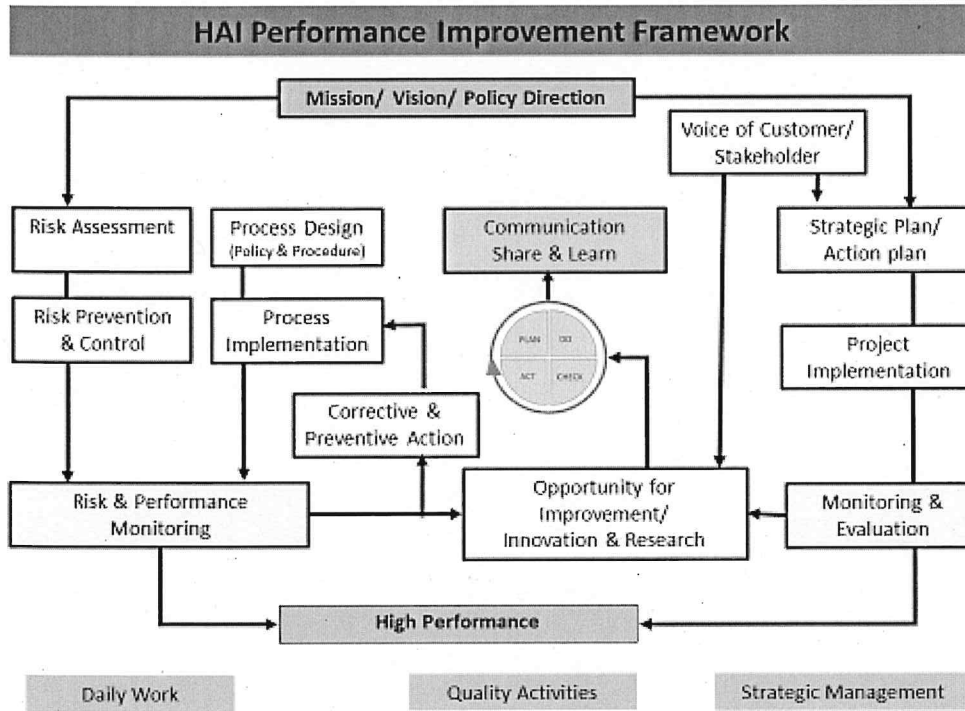 HAI Performance Improvement Framework
Mission/ Vision/ Policy Direction
Voice of Customer/
Stakeholder
Risk Assessment
Process Design
(Policy & Procedure)
Communication
Share & Learn
Strategic Plan/
Action plan
Risk Prevention
& Control
Process
Implementation
PLAN
DO
ACT
CHECK
Project
Implementation
Corrective &
Preventive Action
Risk & Performance
Monitoring
Opportunity for
Improvement/
Innovation & Research
Monitoring &
Evaluation
High Performance
Daily Work
Quality Activities
Strategic Management